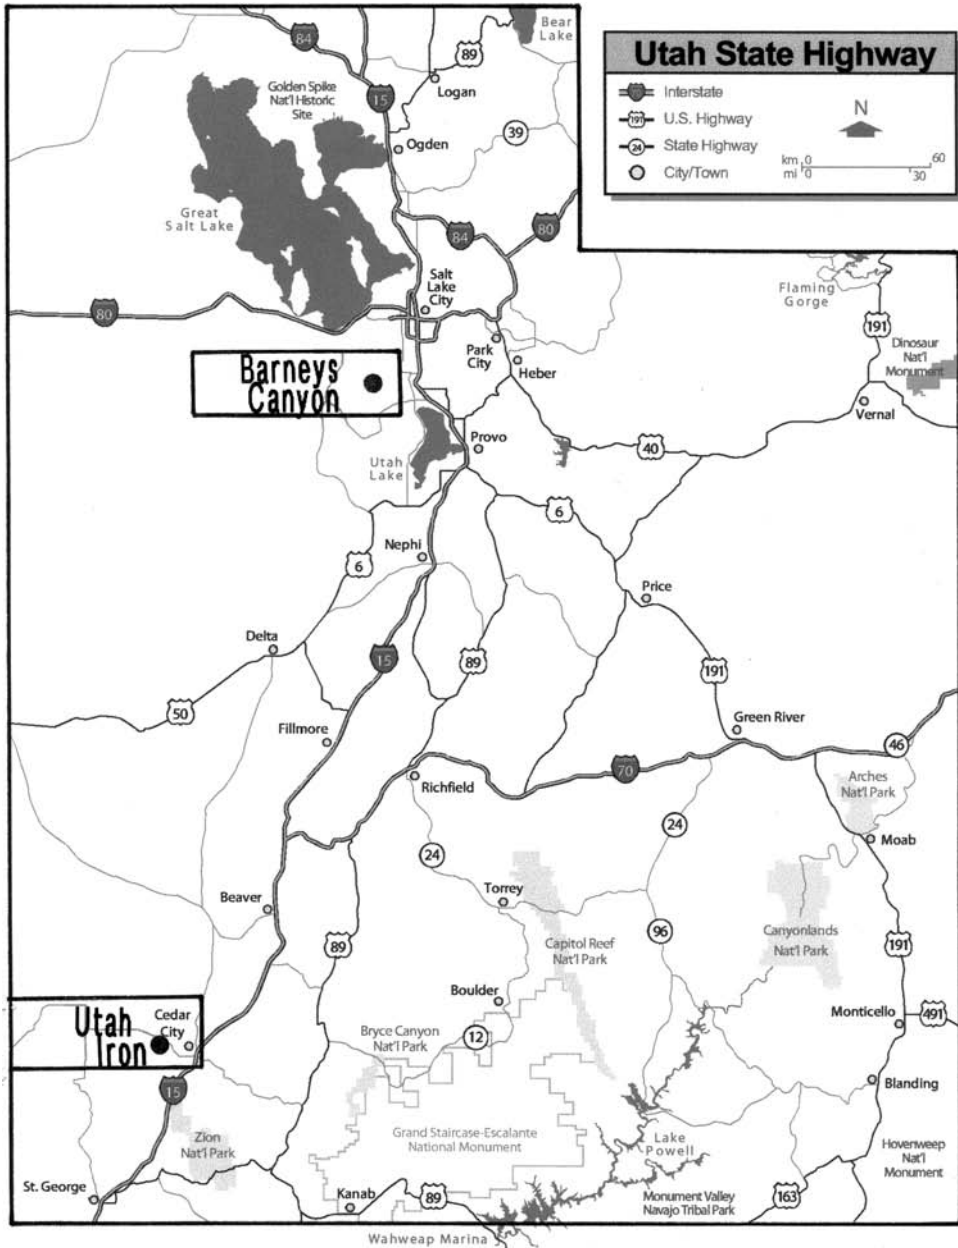 Utah State Highway
Interstate
191 U.S. Highway
24 State Highway
City/Town
N
km 0 60
mi 0 30
Bear
Lake
84
89
15
Logan
Golden Spike
Nat'l Historic
Site
39
Ogden
Great
Salt Lake
84
80
Salt
Lake
City
80
Flaming
Gorge
191
Park
City
Heber
Dinosaur
Nat'l
Monument
Barneys
Canyon
Vernal
Utah
Lake
Provo
40
6
Nephi
6
Price
Delta
15
89
191
50
Fillmore
Green River
46
70
Richfield
Arches
Nat'l Park
24
24
Moab
Beaver
Torrey
89
Capitol Reef
Nat'l Park
96
Canyonlands
Nat'l Park
191
Boulder
Monticello
491
Utah
Iron
Cedar
City
Bryce Canyon
Nat'l Park
12
15
Blanding
Zion
Nat'l Park
Grand Staircase-Escalante
National Monument
Lake
Powell
Hovenweep
Nat'l
Monument
St. George
Kanab
89
Monument Valley
Navajo Tribal Park
163
Wahweap Marina